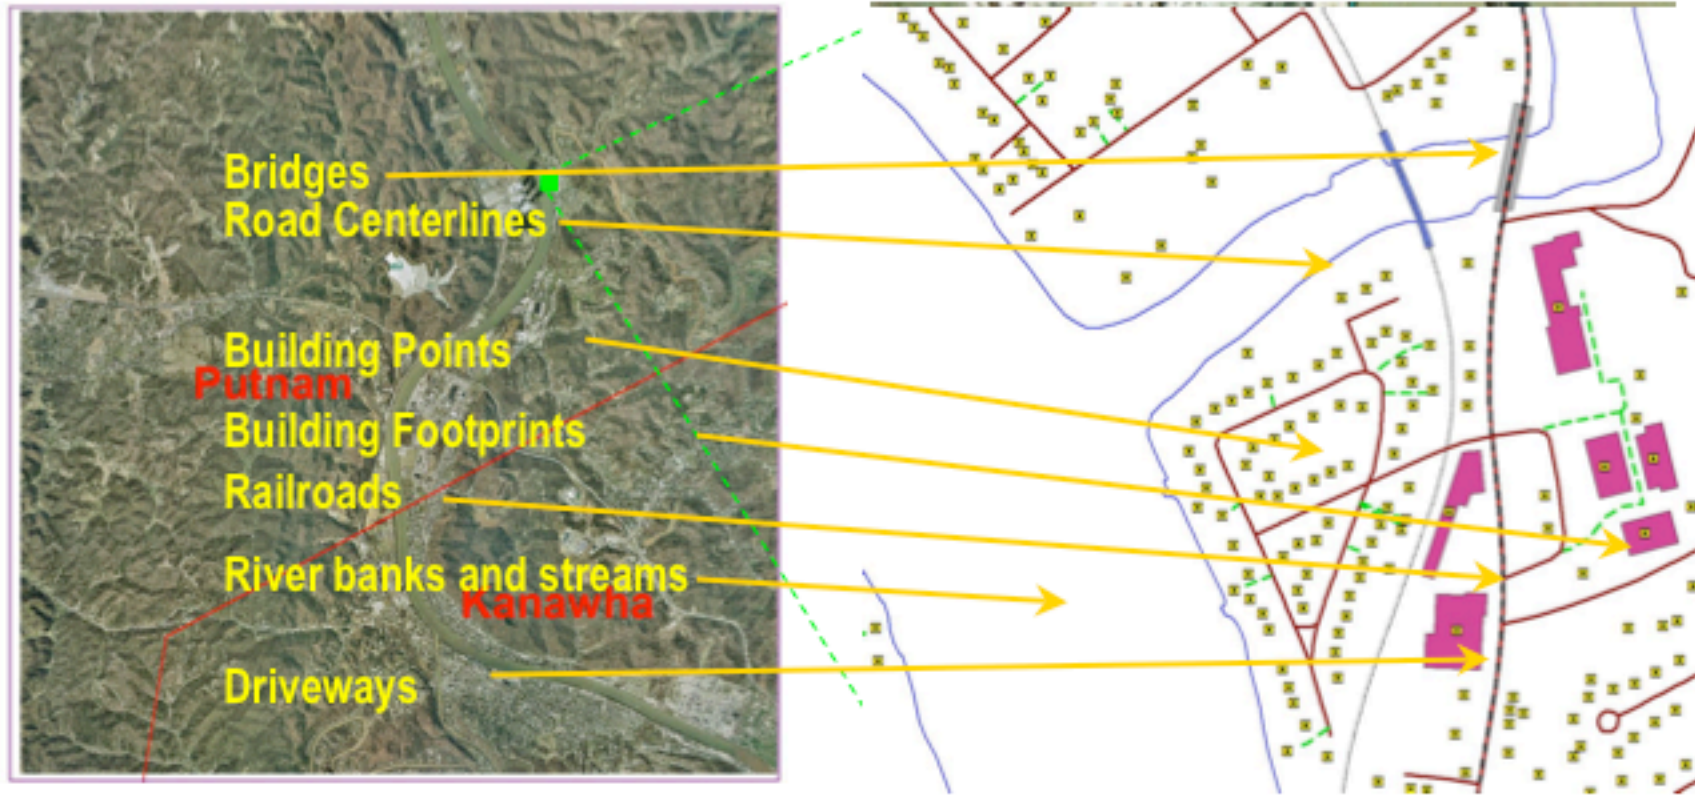 Bridges
Road Centerlines
Building Points
Putnam
Building Footprints
Railroads
River banks and streams
Kanawha
Driveways